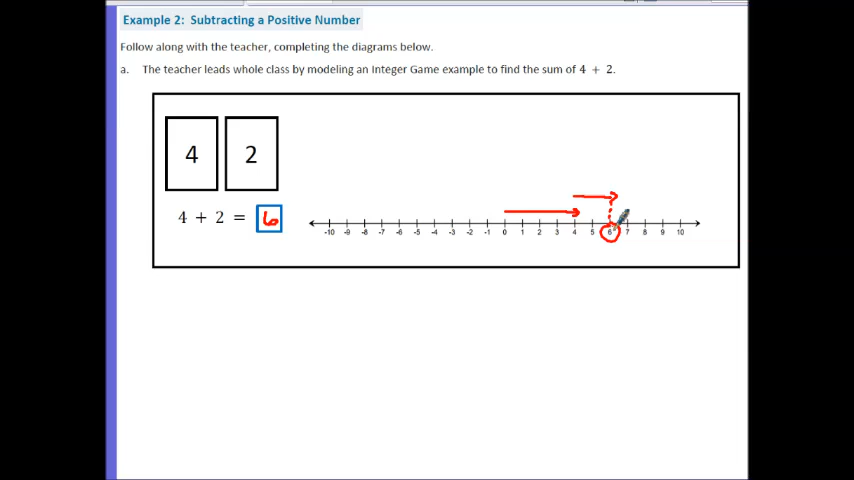 Example 2: Subtracting a Positive Number
Follow along with the teacher, completing the diagrams below.
a. The teacher leads whole class by modeling an Integer Game example to find the sum of 4 + 2.
4 2
4 + 2 = 6
-10 -9 -8 -7 -6 -5 -4 -3 -2 -1 0 1 2 3 4 5 6 7 8 9 10